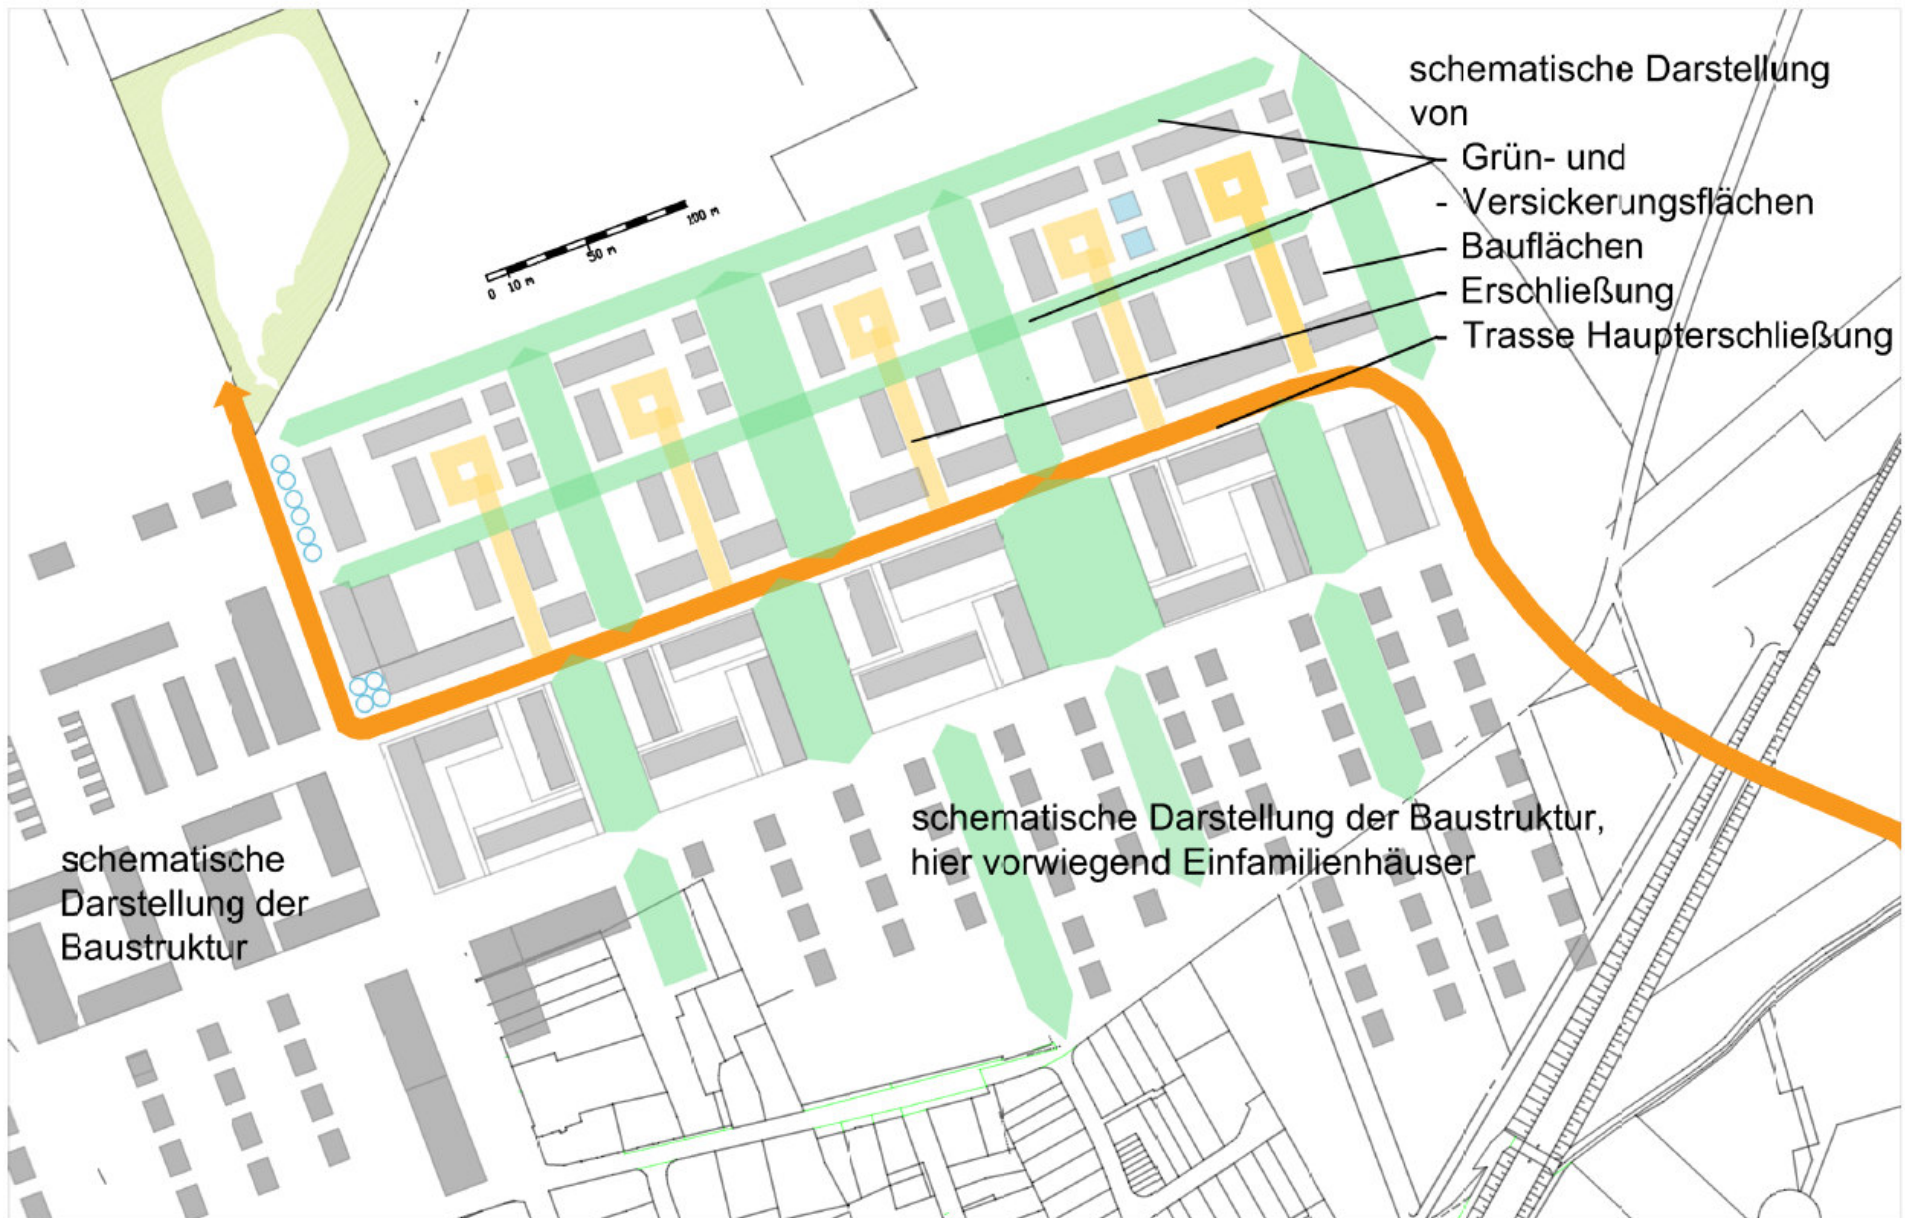 schematische Darstellung
von
- Grün- und
- Versickerungsflächen
- Bauflächen
- Erschließung
- Trasse Haupterschließung
0 10 m 50 m 100 m
schematische Darstellung der Baustruktur,
hier vorwiegend Einfamilienhäuser
schematische
Darstellung der
Baustruktur